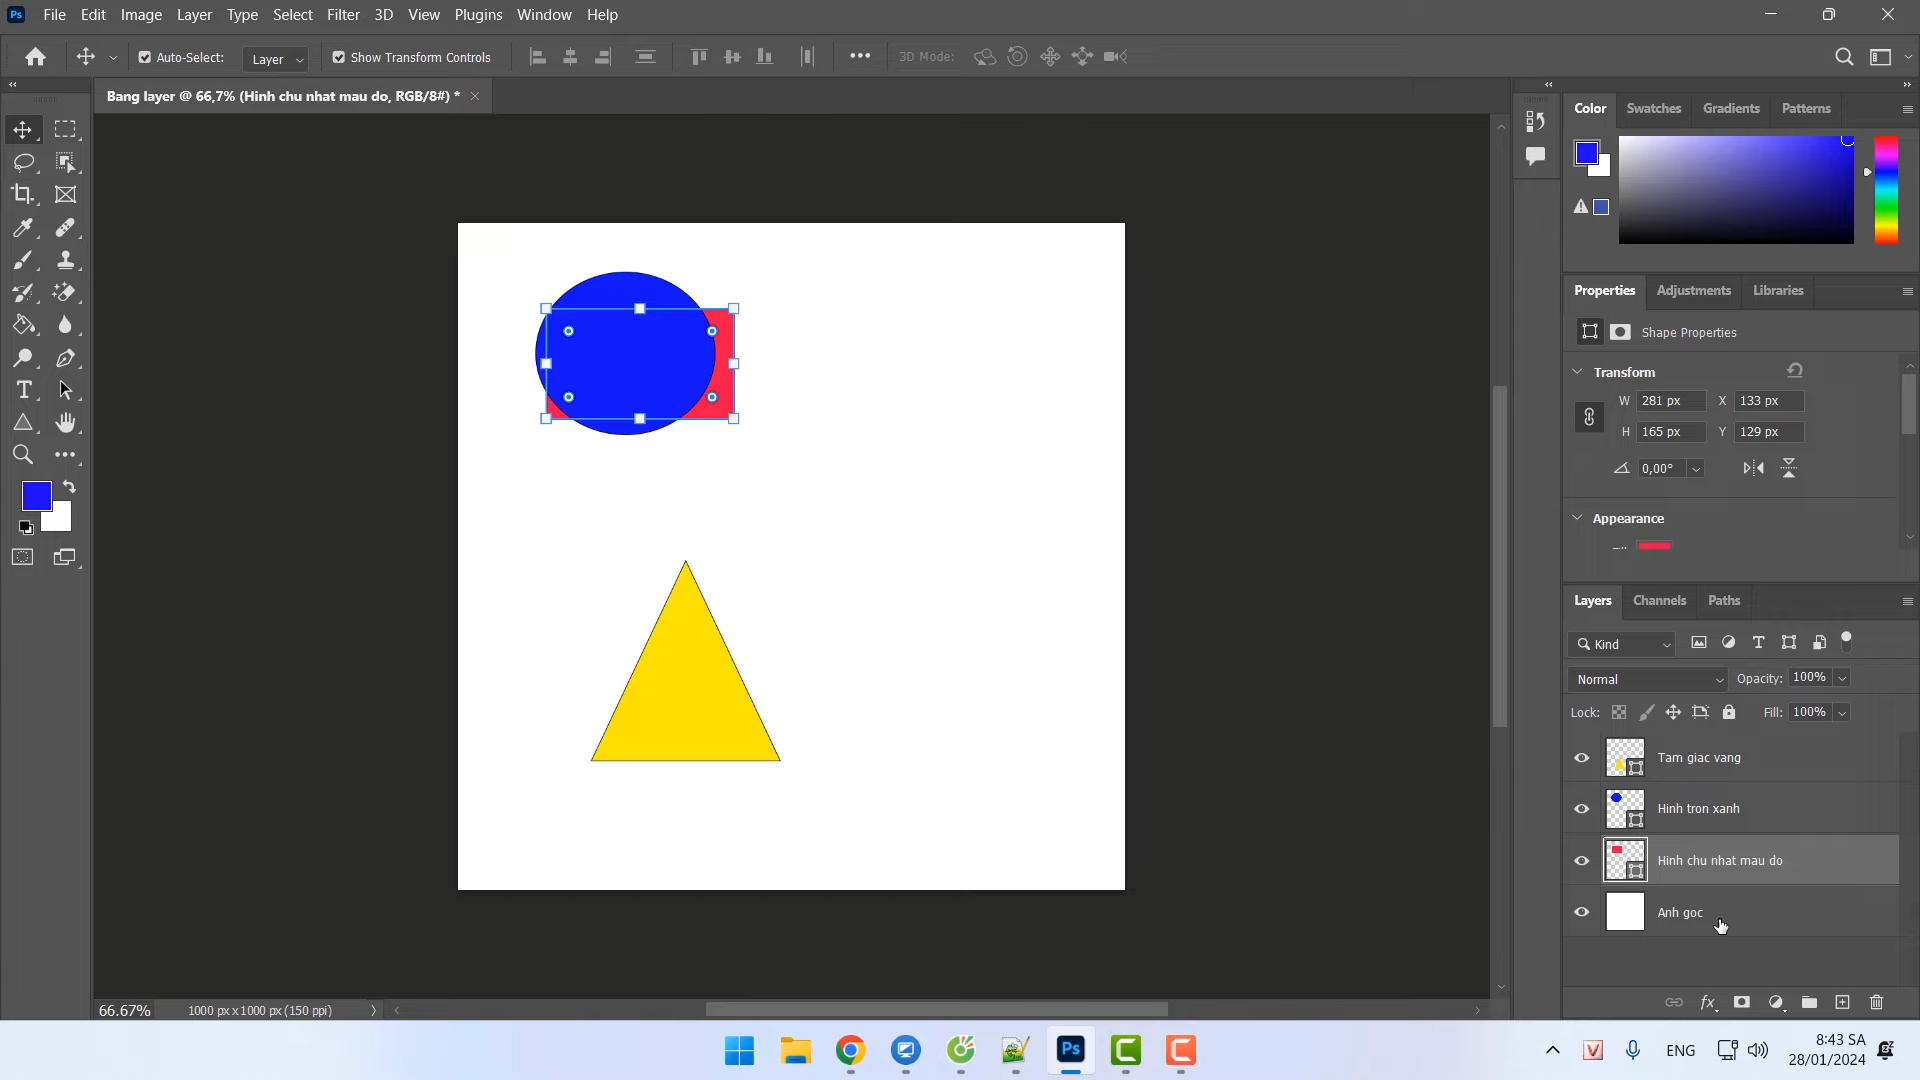 Ps File Edit Image Layer Type Select Filter 3D View Plugins Window Help
Auto-Select: Layer Show Transform Controls 3D Mode:
Bang layer @ 66,7% (Hinh chu nhat mau do, RGB/8#) *
Color Swatches Gradients Patterns
Properties Adjustments Libraries
Shape Properties
Transform
W 281 px X 133 px
H 165 px Y 129 px
0,00°
Appearance
Layers Channels Paths
Kind
Normal Opacity: 100%
Lock: Fill: 100%
Tam giac vang
Hinh tron xanh
Hinh chu nhat mau do
Anh goc
fx
66.67% 1000 px x 1000 px (150 ppi)
Ps
ENG
8:43 SA
28/01/2024